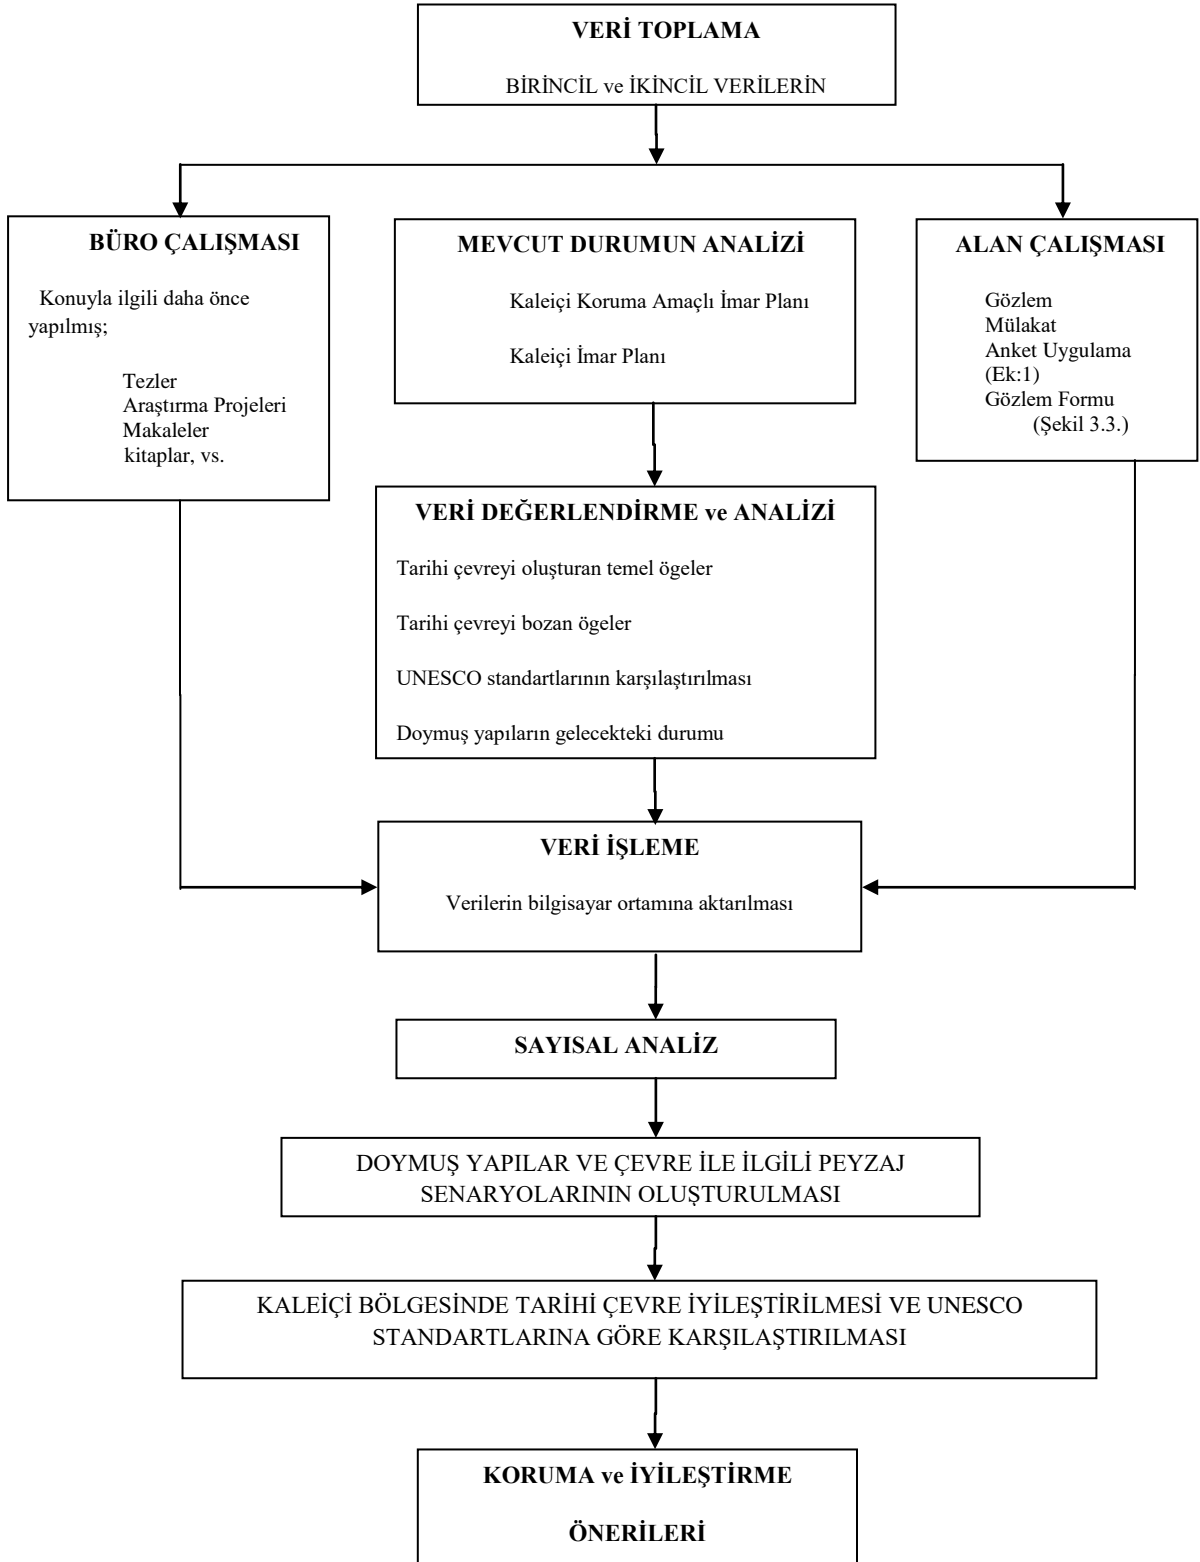 VERİ TOPLAMA
BİRİNCİL ve İKİNCİL VERİLERİN
BÜRO ÇALIŞMASI
Konuyla ilgili daha önce
yapılmış;
Tezler
Araştırma Projeleri
Makaleler
kitaplar, vs.
MEVCUT DURUMUN ANALİZİ
Kaleiçi Koruma Amaçlı İmar Planı
Kaleiçi İmar Planı
ALAN ÇALIŞMASI
Gözlem
Mülakat
Anket Uygulama
(Ek:1)
Gözlem Formu
(Şekil 3.3.)
VERİ DEĞERLENDİRME ve ANALİZİ
Tarihi çevreyi oluşturan temel ögeler
Tarihi çevreyi bozan ögeler
UNESCO standartlarının karşılaştırılması
Doymuş yapıların gelecekteki durumu
VERİ İŞLEME
Verilerin bilgisayar ortamına aktarılması
SAYISAL ANALİZ
DOYMUŞ YAPILAR VE ÇEVRE İLE İLGİLİ PEYZAJ
SENARYOLARININ OLUŞTURULMASI
KALEİÇİ BÖLGESİNDE TARİHİ ÇEVRE İYİLEŞTİRİLMESİ VE UNESCO
STANDARTLARINA GÖRE KARŞILAŞTIRILMASI
KORUMA ve İYİLEŞTİRME
ÖNERİLERİ